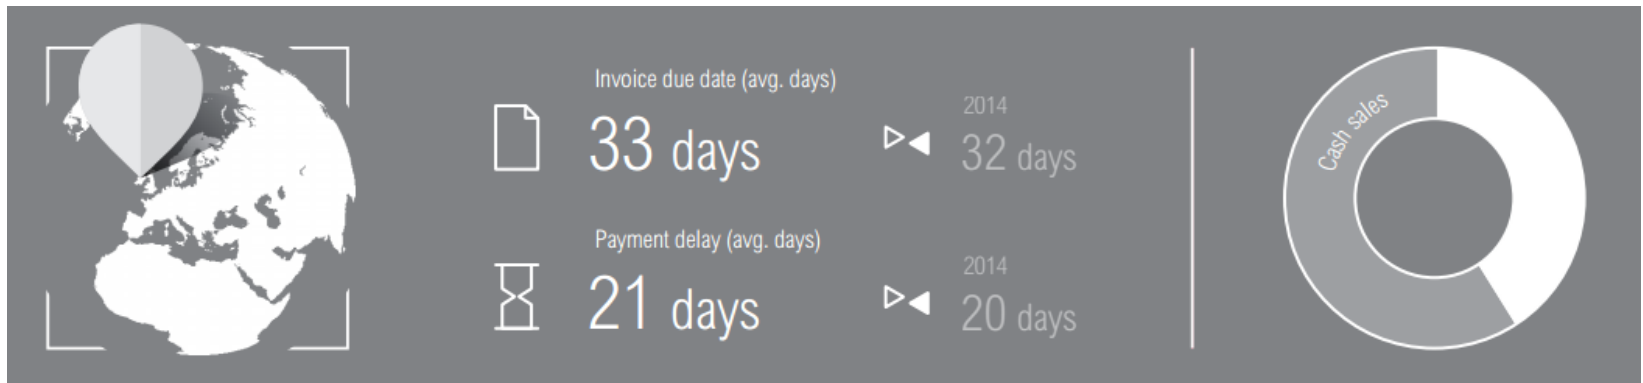 Invoice due date (avg. days)
33 days
2014
32 days
Payment delay (avg. days)
21 days
2014
20 days
Cash sales